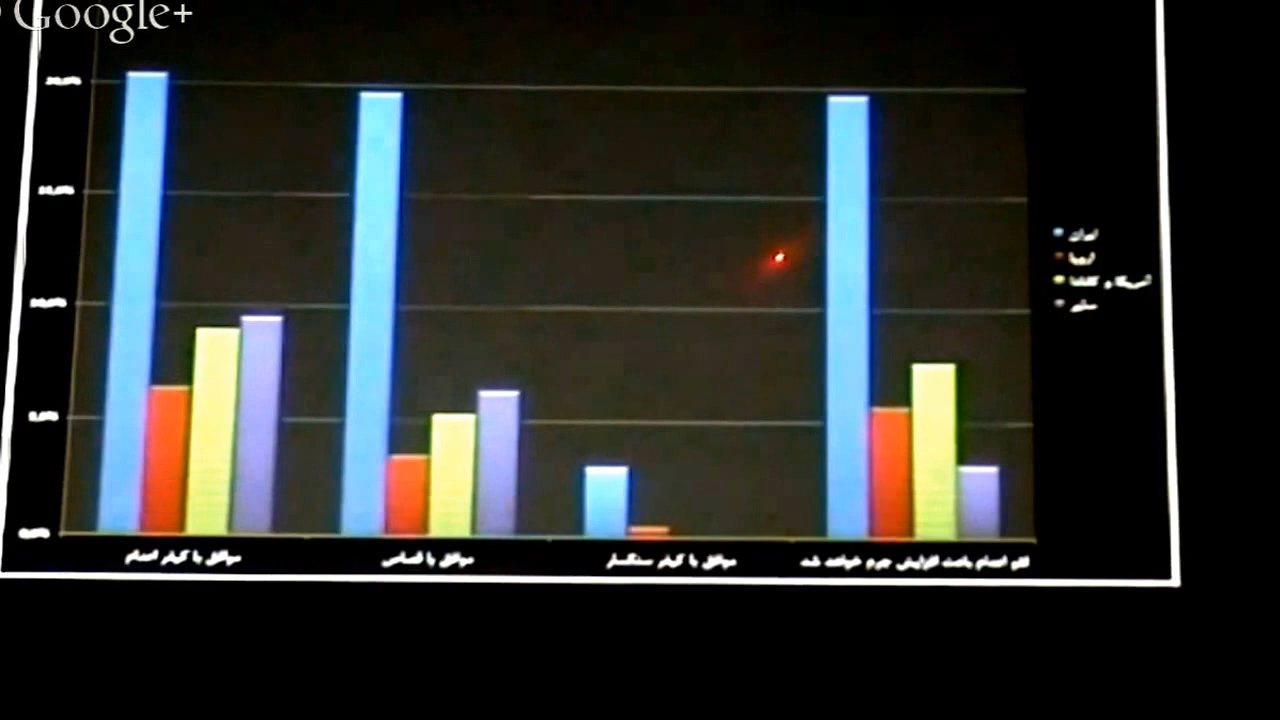 Google+
ایران
اروپا
آمریکا و کانادا
سایر
موافق با کیفر اعدام
موافق با قصاص
موافق با کیفر سنگسار
لغو اعدام باعث افزایش جرم خواهد شد